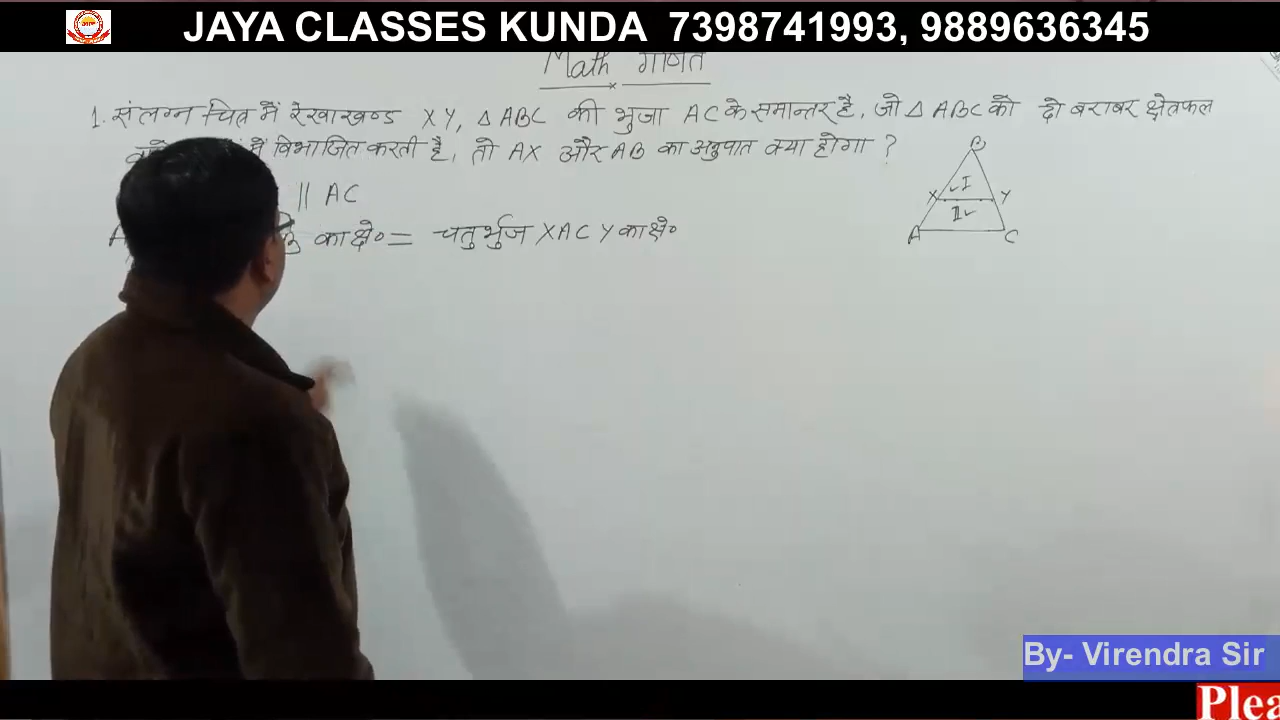 JAYA CLASSES KUNDA 7398741993, 9889636345
Math गणित
1. संलग्न चित्र में रेखाखण्ड XY, △ ABC की भुजा AC के समान्तर है, जो △ ABC को दो बराबर क्षेत्रफल
में विभाजित करती है, तो AX और AB का अनुपात क्या होगा ?
|| AC
का क्षे० = चतुर्भुज XACY का क्षे०
B
X I Y
II
A C
By- Virendra Sir
Plea